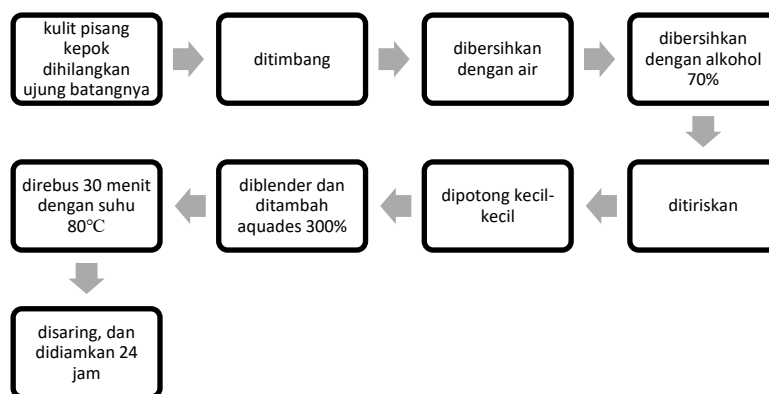 kulit pisang
kepok
dihilangkan
ujung batangnya
ditimbang
dibersihkan
dengan air
dibersihkan
dengan alkohol
70%
ditiriskan
dipotong kecil-
kecil
diblender dan
ditambah
aquades 300%
direbus 30 menit
dengan suhu
80℃
disaring, dan
didiamkan 24
jam